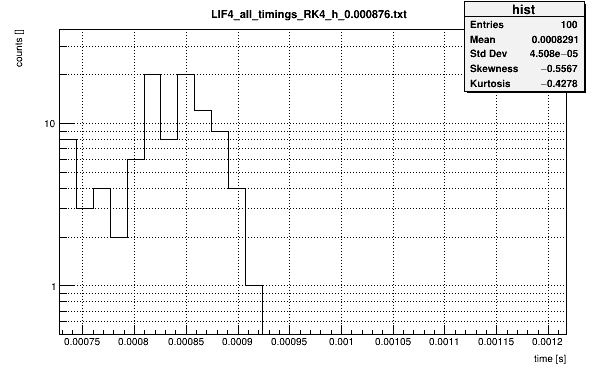 LIF4_all_timings_RK4_h_0.000876.txt
hist
Entries 100
Mean 0.0008291
Std Dev 4.508e−05
Skewness −0.5567
Kurtosis −0.4278
counts []
10
1
0.00075 0.0008 0.00085 0.0009 0.00095 0.001 0.00105 0.0011 0.00115 0.0012
time [s]